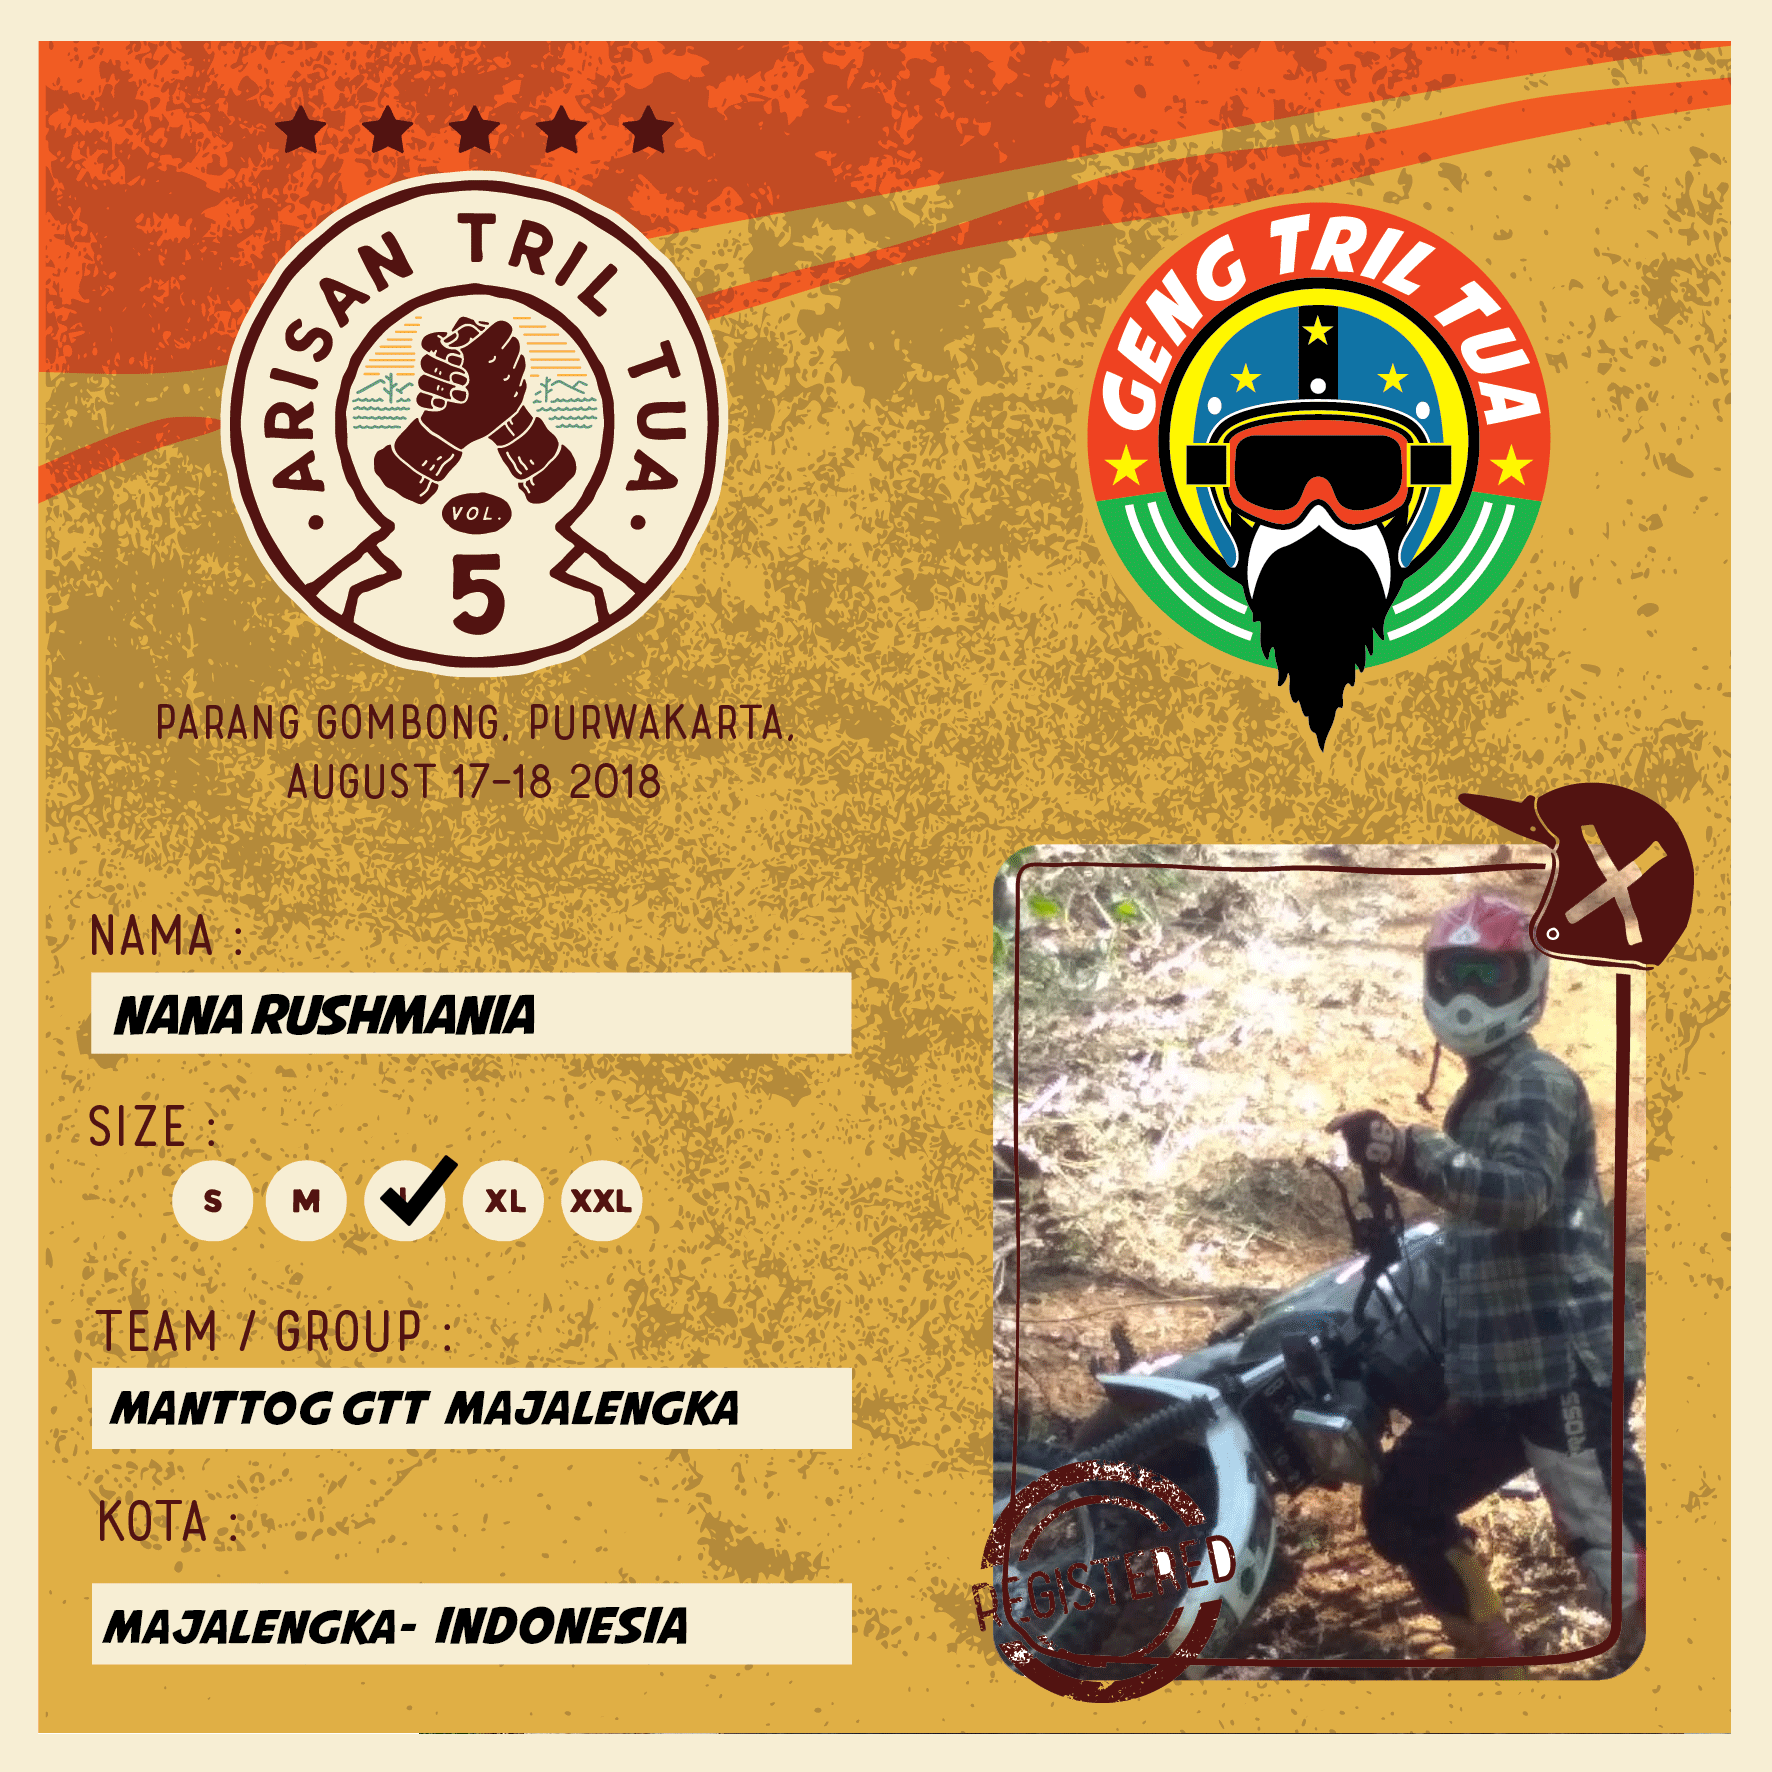 ARISAN TRIL TUA
VOL.
5
PARANG GOMBONG, PURWAKARTA,
AUGUST 17-18 2018
GENG TRIL TUA
NAMA :
NANA RUSHMANIA
SIZE :
S M XL XXL
TEAM / GROUP :
MANTTOG GTT MAJALENGKA
KOTA :
MAJALENGKA- INDONESIA
REGISTERED